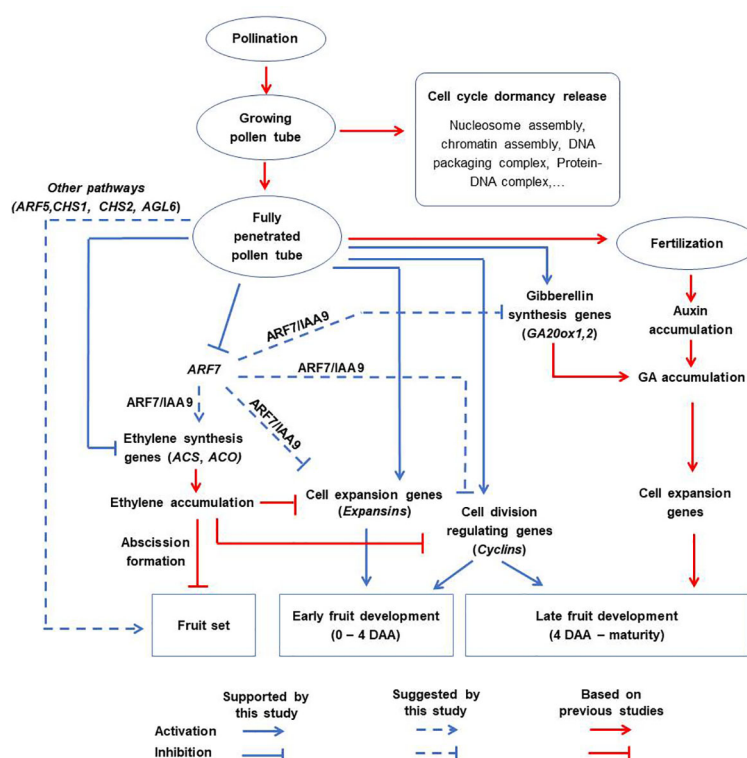 Pollination
Growing
pollen tube
Cell cycle dormancy release
Nucleosome assembly,
chromatin assembly, DNA
packaging complex, Protein-
DNA complex,…
Other pathways
(ARF5,CHS1, CHS2, AGL6)
Fully
penetrated
pollen tube
Fertilization
Gibberellin
synthesis genes
(GA20ox1,2)
Auxin
accumulation
ARF7/IAA9
ARF7
ARF7/IAA9
GA accumulation
ARF7/IAA9
ARF7/IAA9
Ethylene synthesis
genes (ACS, ACO)
Ethylene accumulation
Cell expansion genes
(Expansins)
Cell division
regulating genes
(Cyclins)
Cell expansion
genes
Abscission
formation
Fruit set
Early fruit development
(0 – 4 DAA)
Late fruit development
(4 DAA – maturity)
Supported by
this study
Suggested by
this study
Based on
previous studies
Activation
Inhibition